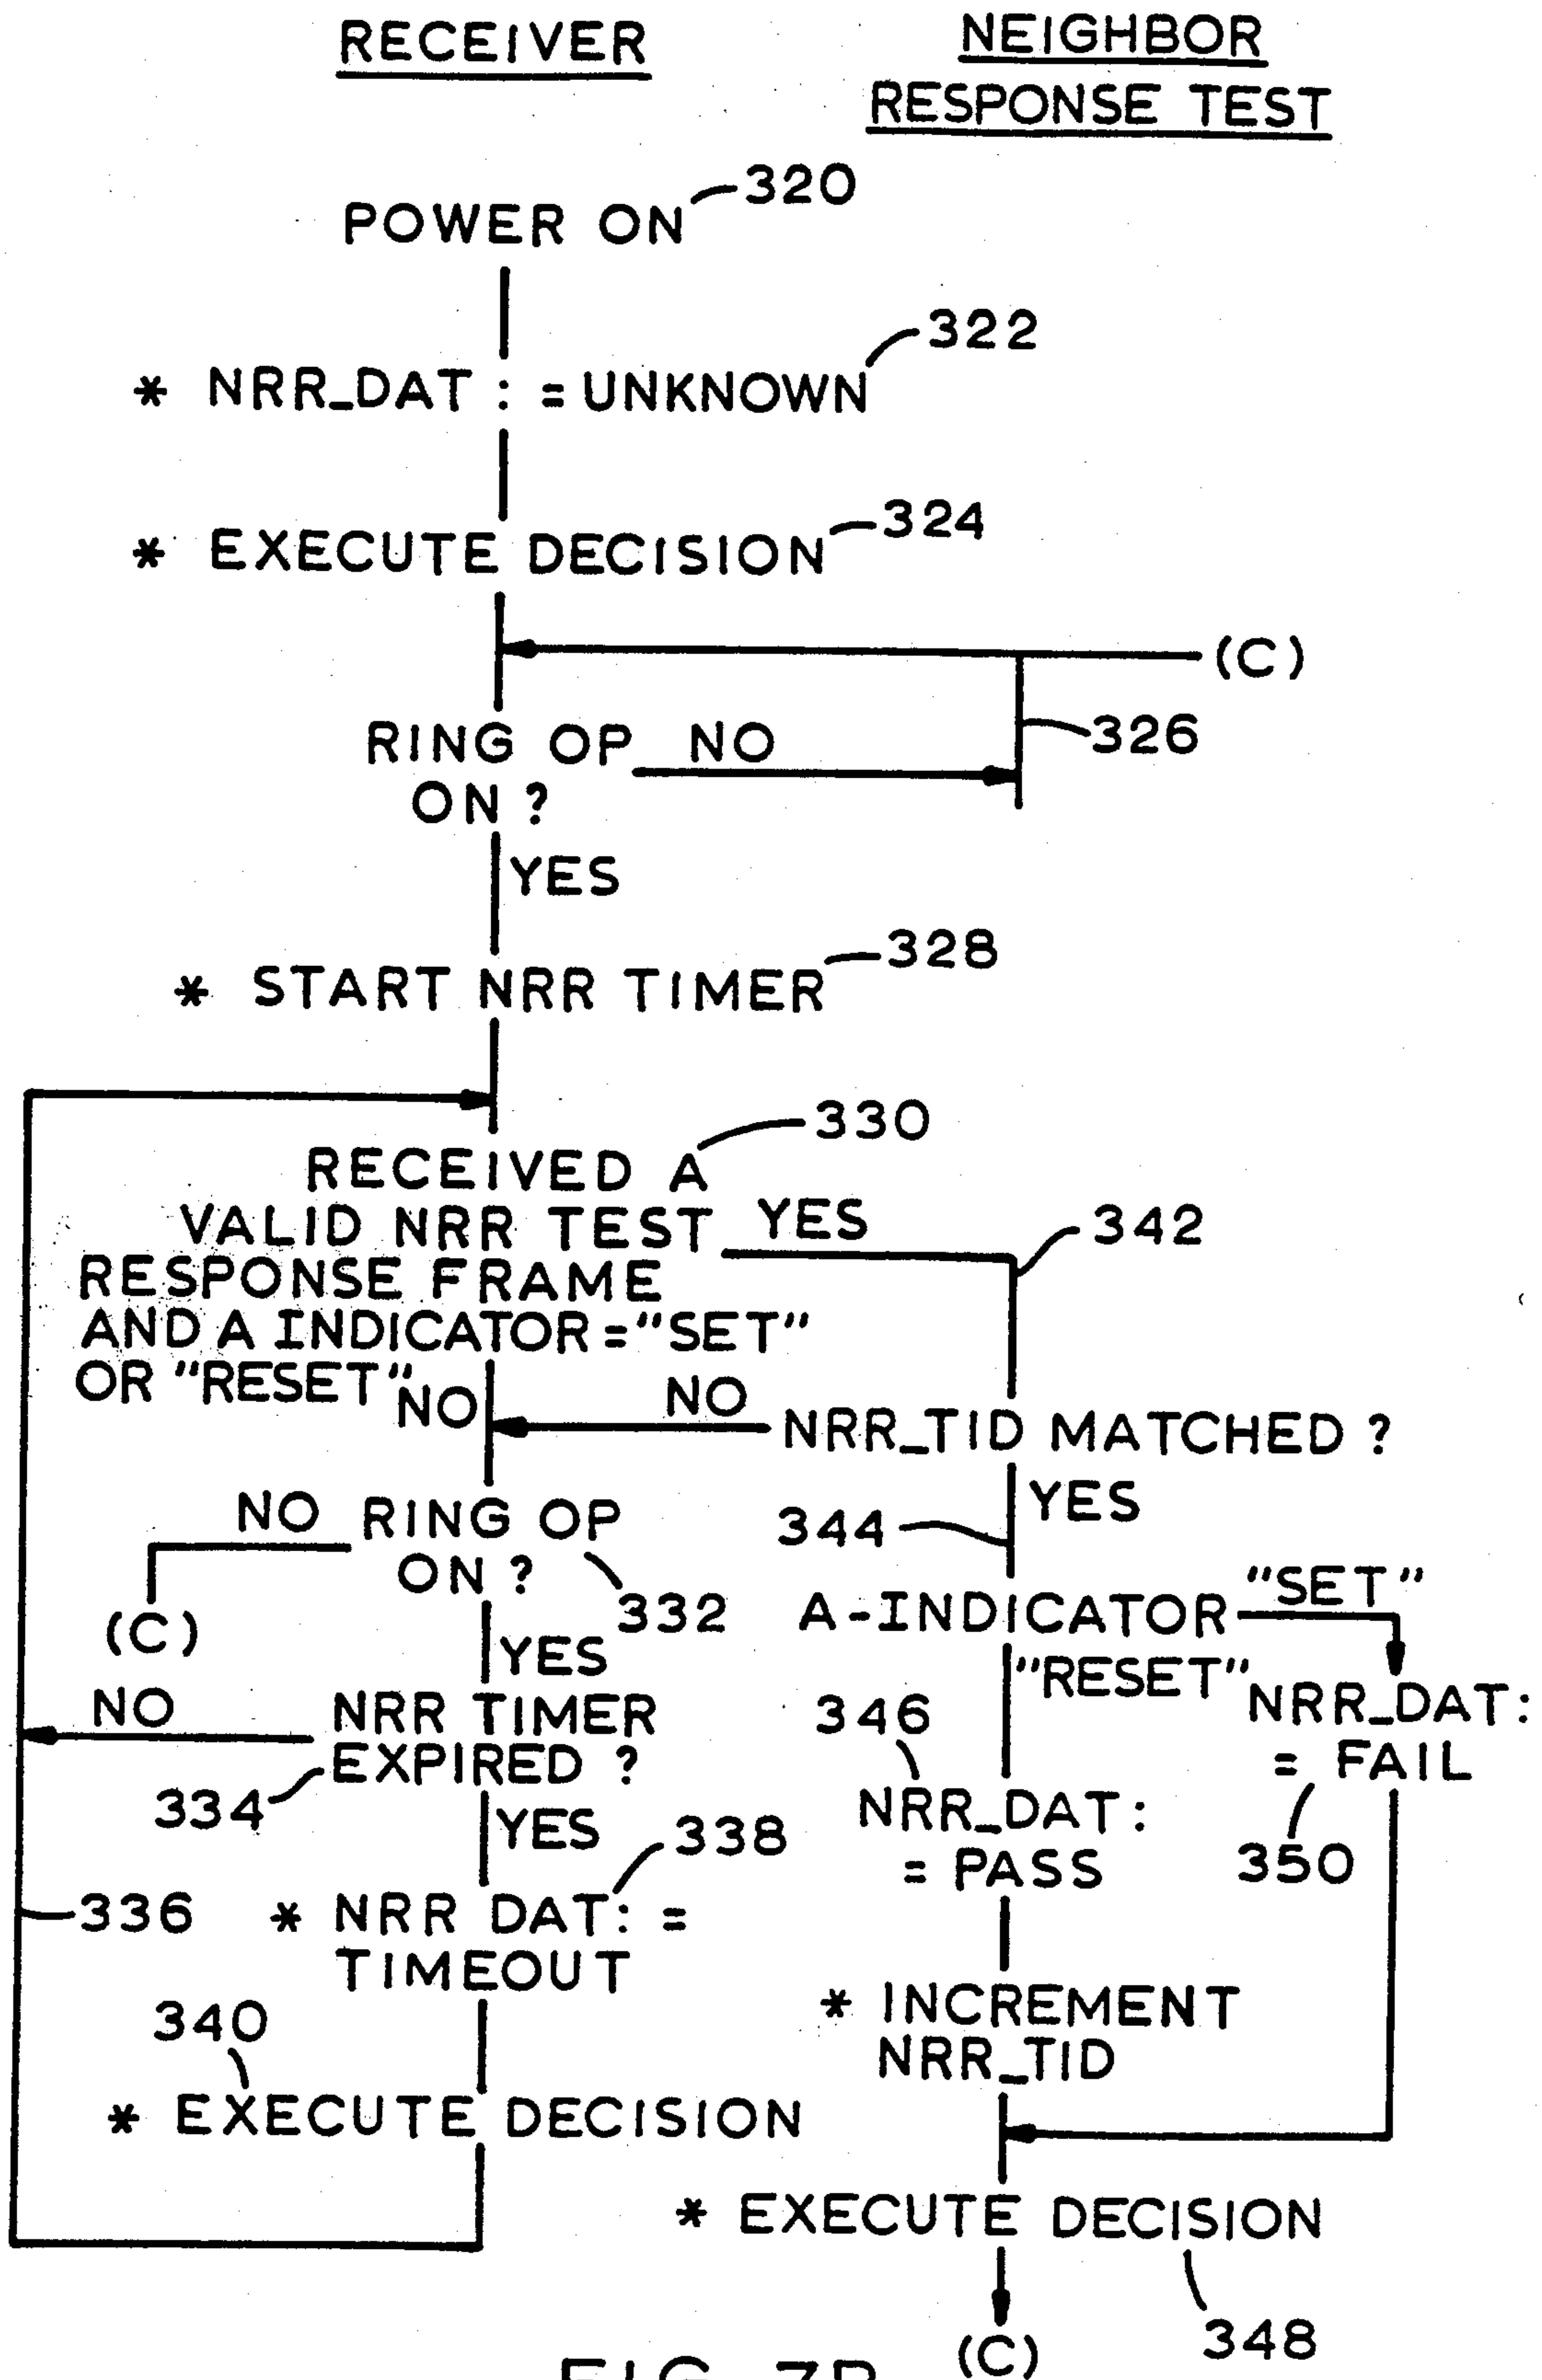 RECEIVER
NEIGHBOR
RESPONSE TEST
320
POWER ON
322
* NRR_DAT : = UNKNOWN
324
* EXECUTE DECISION
(C)
326
RING OP NO
ON ?
YES
328
* START NRR TIMER
330
RECEIVED A
VALID NRR TEST YES
342
RESPONSE FRAME
AND A INDICATOR = "SET"
OR "RESET"
NO
NO
NRR_TID MATCHED ?
YES
344
NO RING OP
ON ?
332
(C)
YES
A-INDICATOR "SET"
"RESET"
NRR_DAT:
= FAIL
350
NO
NRR TIMER
EXPIRED ?
334
346
NRR_DAT:
= PASS
YES
338
336
* NRR DAT: =
TIMEOUT
* INCREMENT
NRR_TID
340
* EXECUTE DECISION
* EXECUTE DECISION
348
(C)